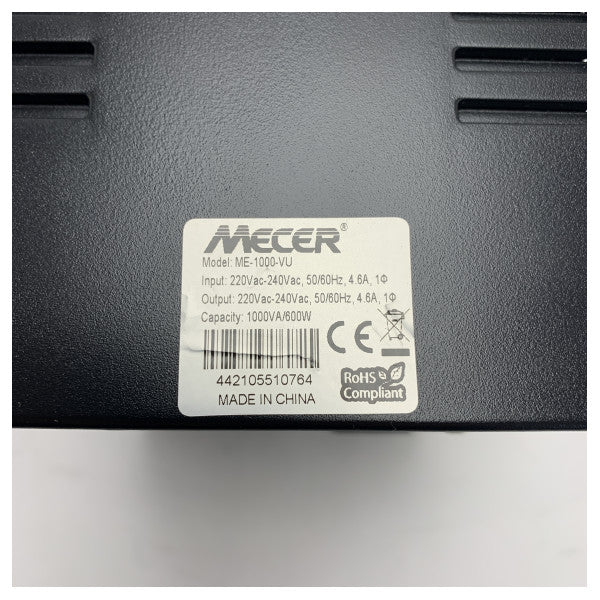 MECER®
Model: ME-1000-VU
Input: 220Vac-240Vac, 50/60Hz, 4.6A, 1Φ
Output: 220Vac-240Vac, 50/60Hz, 4.6A, 1Φ
Capacity: 1000VA/600W
CE
442105510764
RoHS
Compliant
MADE IN CHINA